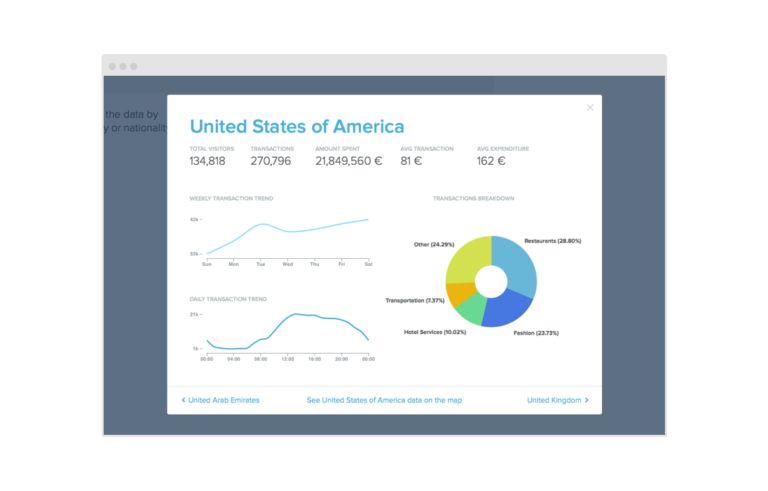 the data by
y or nationality
United States of America
TOTAL VISITORS
134,818
TRANSACTIONS
270,796
AMOUNT SPENT
21,849,560 €
AVG TRANSACTION
81 €
AVG EXPENDITURE
162 €
WEEKLY TRANSACTION TREND
Sun Mon Tue Wed Thu Fri Sat
TRANSACTIONS BREAKDOWN
Other (24.29%)
Restaurants (28.80%)
Transportation (7.37%)
Hotel Services (10.02%)
Fashion (23.73%)
DAILY TRANSACTION TREND
21k
1k
00:00 04:00 08:00 12:00 16:00 20:00 00:00
United Arab Emirates
See United States of America data on the map
United Kingdom